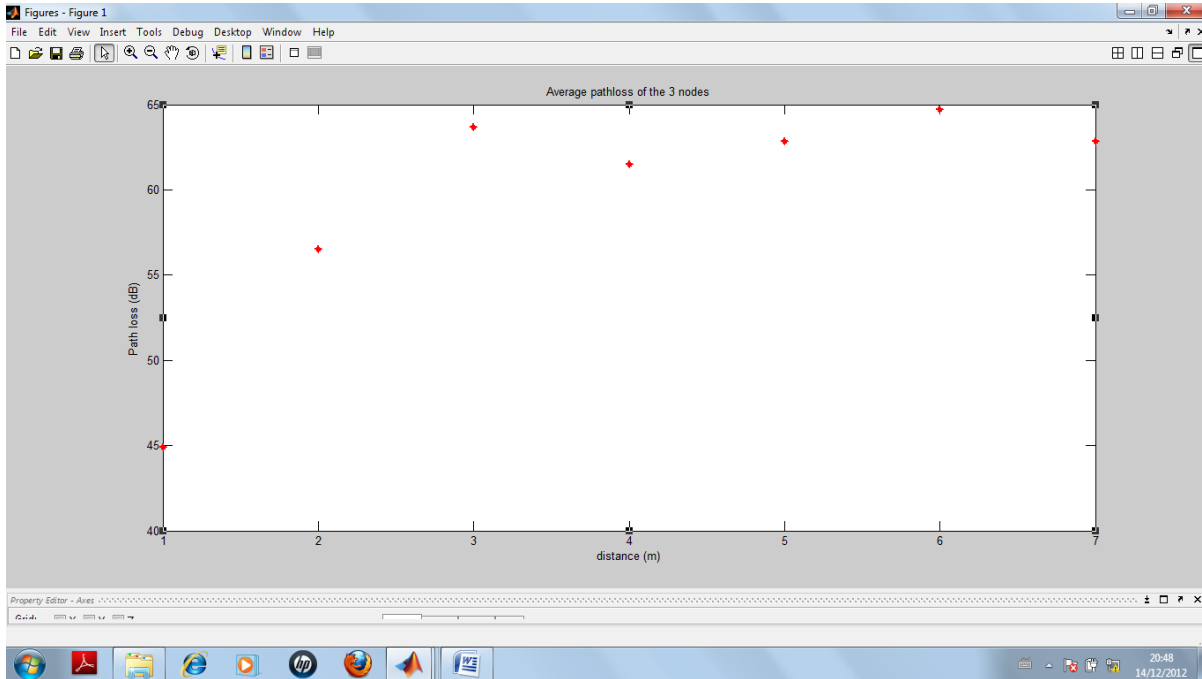 Figures - Figure 1
File Edit View Insert Tools Debug Desktop Window Help
Average pathloss of the 3 nodes
65
60
55
50
45
40
Path loss (dB)
1 2 3 4 5 6 7
distance (m)
Property Editor - Axes
20:48
14/12/2012